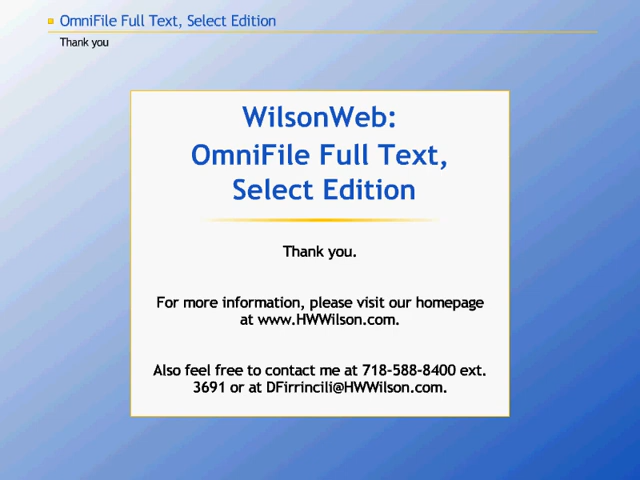 OmniFile Full Text, Select Edition
Thank you
WilsonWeb:
OmniFile Full Text,
Select Edition
Thank you.
For more information, please visit our homepage
at www.HWWilson.com.
Also feel free to contact me at 718-588-8400 ext.
3691 or at DFirrincili@HWWilson.com.